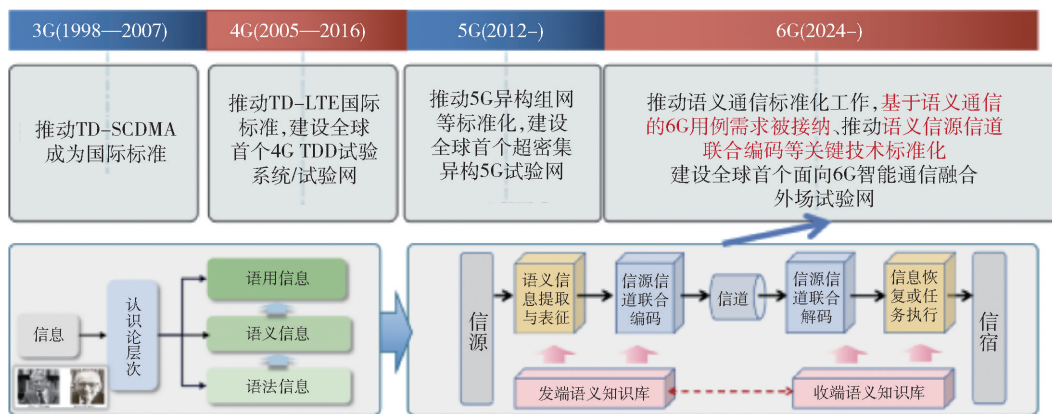 3G(1998—2007)
4G(2005—2016)
5G(2012-)
6G(2024-)
推动TD-SCDMA
成为国际标准
推动TD-LTE国际
标准,建设全球
首个4G TDD试验
系统/试验网
推动5G异构组网
等标准化,建设
全球首个超密集
异构5G试验网
推动语义通信标准化工作,基于语义通信
的6G用例需求被接纳、推动语义信源信道
联合编码等关键技术标准化
建设全球首个面向6G智能通信融合
外场试验网
信息
认识论层次
语用信息
语义信息
语法信息
信源
语义信
息提取
与表征
信源信
道联合
编码
信道
信源信
道联合
解码
信息恢
复或任
务执行
信宿
发端语义知识库
收端语义知识库